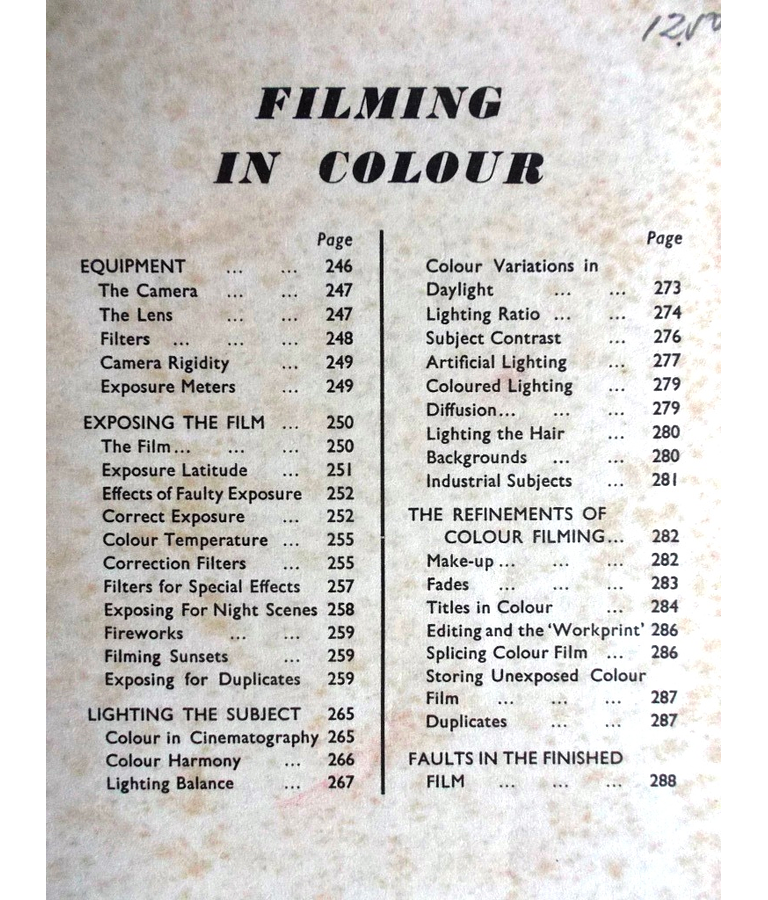 12.00
FILMING
IN COLOUR
Page
EQUIPMENT ... ... 246
The Camera ... ... 247
The Lens ... ... 247
Filters ... ... ... 248
Camera Rigidity ... 249
Exposure Meters ... 249
EXPOSING THE FILM ... 250
The Film... ... ... 250
Exposure Latitude ... 251
Effects of Faulty Exposure 252
Correct Exposure ... 252
Colour Temperature ... 255
Correction Filters ... 255
Filters for Special Effects 257
Exposing For Night Scenes 258
Fireworks ... ... 259
Filming Sunsets ... 259
Exposing for Duplicates 259
LIGHTING THE SUBJECT 265
Colour in Cinematography 265
Colour Harmony ... 266
Lighting Balance ... 267
Page
Colour Variations in
Daylight ... ... 273
Lighting Ratio ... ... 274
Subject Contrast ... 276
Artificial Lighting ... 277
Coloured Lighting ... 279
Diffusion... ... ... 279
Lighting the Hair ... 280
Backgrounds ... ... 280
Industrial Subjects ... 281
THE REFINEMENTS OF
COLOUR FILMING... 282
Make-up ... ... ... 282
Fades ... ... ... 283
Titles in Colour ... 284
Editing and the 'Workprint' 286
Splicing Colour Film ... 286
Storing Unexposed Colour
Film ... ... ... 287
Duplicates ... ... 287
FAULTS IN THE FINISHED
FILM ... ... ... 288